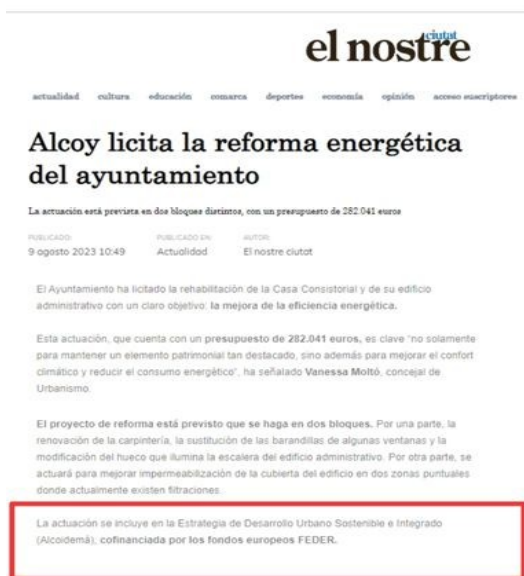 el nostre
ciutat
actualidad cultura educación comarca deportes economía opinión acceso suscriptores
Alcoy licita la reforma energética
del ayuntamiento
La actuación está prevista en dos bloques distintos, con un presupuesto de 282.041 euros
PUBLICADO: PUBLICADO EN: AUTOR:
9 agosto 2023 10:49 Actualidad El nostre ciutat
El Ayuntamiento ha licitado la rehabilitación de la Casa Consistorial y de su edificio
administrativo con un claro objetivo: la mejora de la eficiencia energética.
Esta actuación, que cuenta con un presupuesto de 282.041 euros, es clave “no solamente
para mantener un elemento patrimonial tan destacado, sino además para mejorar el confort
climático y reducir el consumo energético”, ha señalado Vanessa Moltó, concejal de
Urbanismo.
El proyecto de reforma está previsto que se haga en dos bloques. Por una parte, la
renovación de la carpintería, la sustitución de las barandillas de algunas ventanas y la
modificación del hueco que ilumina la escalera del edificio administrativo. Por otra parte, se
actuará para mejorar impermeabilización de la cubierta del edificio en dos zonas puntuales
donde actualmente existen filtraciones.
La actuación se incluye en la Estrategia de Desarrollo Urbano Sostenible e Integrado
(Alcoidemà), cofinanciada por los fondos europeos FEDER.